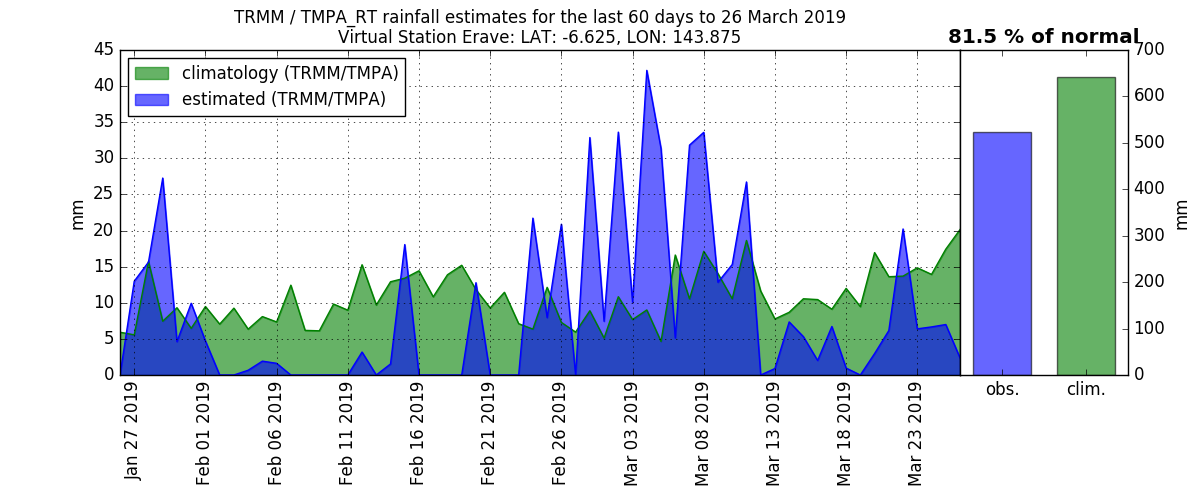 TRMM / TMPA_RT rainfall estimates for the last 60 days to 26 March 2019
Virtual Station Erave: LAT: -6.625, LON: 143.875
81.5 % of normal
climatology (TRMM/TMPA)
estimated (TRMM/TMPA)
mm
45
40
35
30
25
20
15
10
5
0
Jan 27 2019
Feb 01 2019
Feb 06 2019
Feb 11 2019
Feb 16 2019
Feb 21 2019
Feb 26 2019
Mar 03 2019
Mar 08 2019
Mar 13 2019
Mar 18 2019
Mar 23 2019
obs.
clim.
700
600
500
400
300
200
100
0
mm